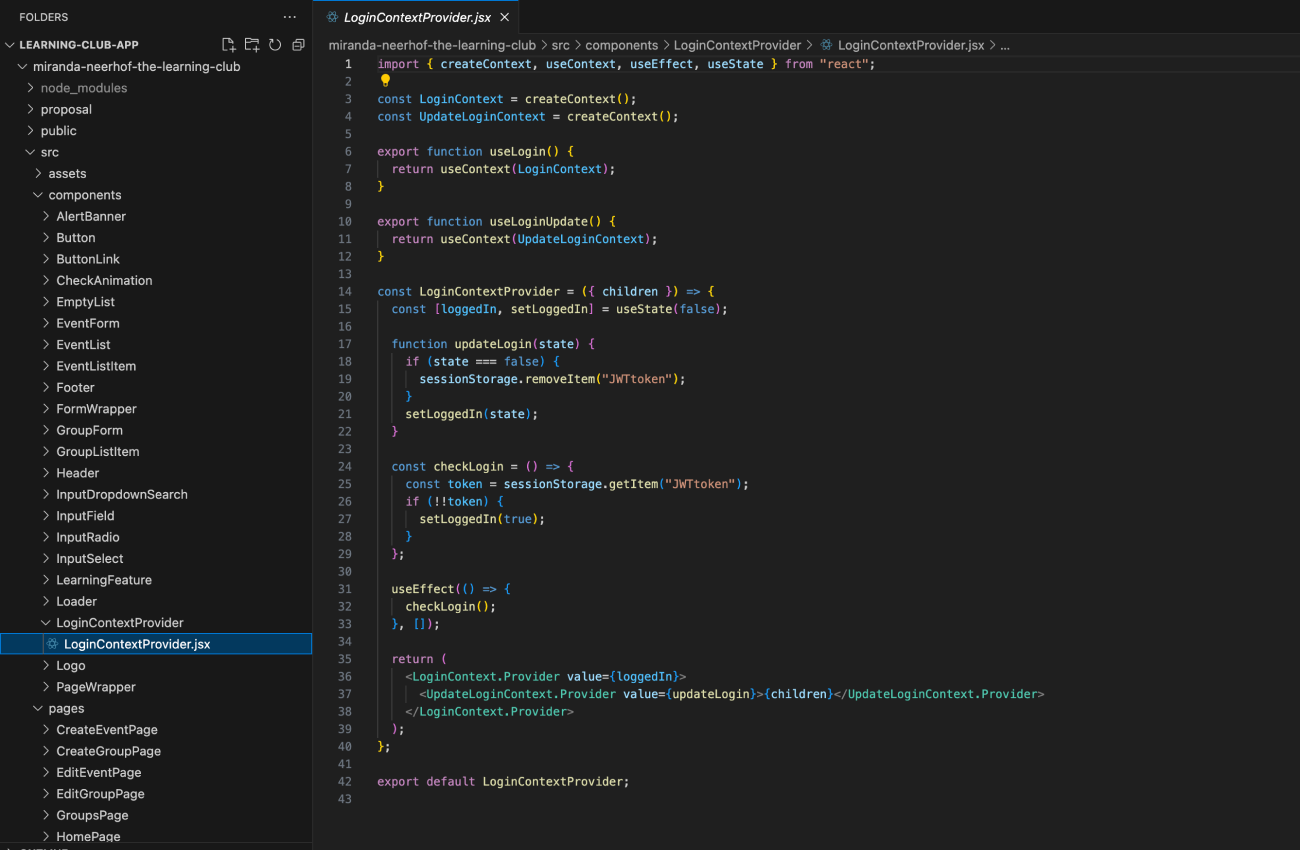 FOLDERS
LEARNING-CLUB-APP
miranda-neerhof-the-learning-club
node_modules
proposal
public
src
assets
components
AlertBanner
Button
ButtonLink
CheckAnimation
EmptyList
EventForm
EventList
EventListItem
Footer
FormWrapper
GroupForm
GroupListItem
Header
InputDropdownSearch
InputField
InputRadio
InputSelect
LearningFeature
Loader
LoginContextProvider
LoginContextProvider.jsx
Logo
PageWrapper
pages
CreateEventPage
CreateGroupPage
EditEventPage
EditGroupPage
GroupsPage
HomePage
LoginContextProvider.jsx
miranda-neerhof-the-learning-club > src > components > LoginContextProvider > LoginContextProvider.jsx > ...
1 import { createContext, useContext, useEffect, useState } from "react";
2
3 const LoginContext = createContext();
4 const UpdateLoginContext = createContext();
5
6 export function useLogin() {
7 return useContext(LoginContext);
8 }
9
10 export function useLoginUpdate() {
11 return useContext(UpdateLoginContext);
12 }
13
14 const LoginContextProvider = ({ children }) => {
15 const [loggedIn, setLoggedIn] = useState(false);
16
17 function updateLogin(state) {
18 if (state === false) {
19 sessionStorage.removeItem("JWTtoken");
20 }
21 setLoggedIn(state);
22 }
23
24 const checkLogin = () => {
25 const token = sessionStorage.getItem("JWTtoken");
26 if (!!token) {
27 setLoggedIn(true);
28 }
29 };
30
31 useEffect(() => {
32 checkLogin();
33 }, []);
34
35 return (
36 <LoginContext.Provider value={loggedIn}>
37 <UpdateLoginContext.Provider value={updateLogin}>{children}</UpdateLoginContext.Provider>
38 </LoginContext.Provider>
39 );
40 };
41
42 export default LoginContextProvider;
43